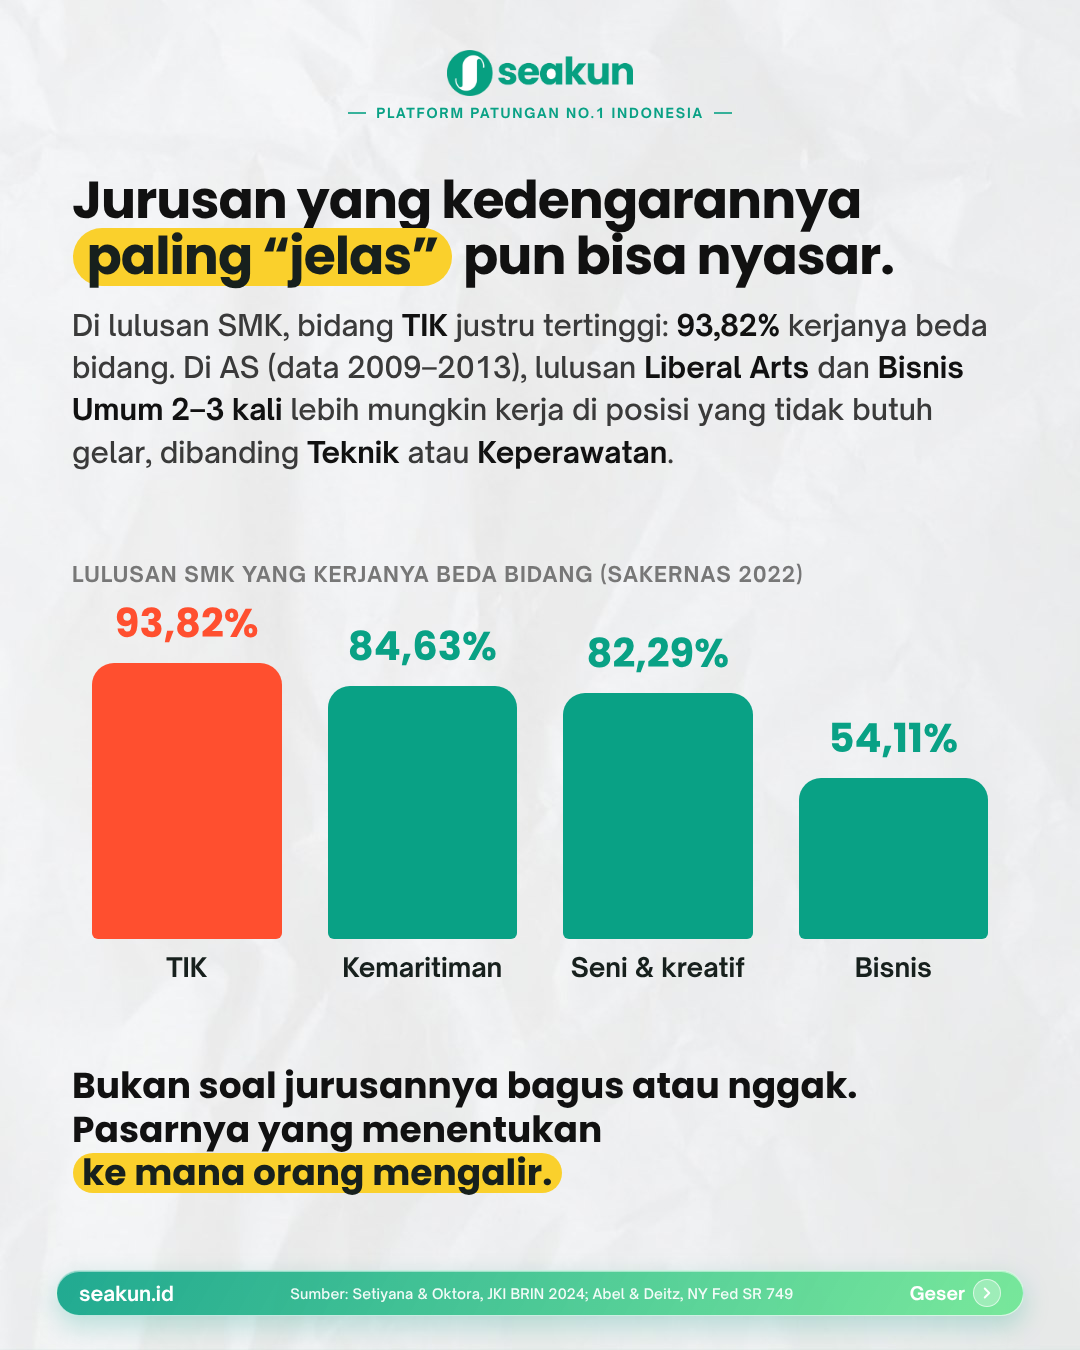 seakun
PLATFORM PATUNGAN NO.1 INDONESIA
Jurusan yang kedengarannya
paling “jelas” pun bisa nyasar.
Di lulusan SMK, bidang TIK justru tertinggi: 93,82% kerjanya beda
bidang. Di AS (data 2009–2013), lulusan Liberal Arts dan Bisnis
Umum 2–3 kali lebih mungkin kerja di posisi yang tidak butuh
gelar, dibanding Teknik atau Keperawatan.
LULUSAN SMK YANG KERJANYA BEDA BIDANG (SAKERNAS 2022)
93,82%
84,63%
82,29%
54,11%
TIK
Kemaritiman
Seni & kreatif
Bisnis
Bukan soal jurusannya bagus atau nggak.
Pasarnya yang menentukan
ke mana orang mengalir.
seakun.id
Sumber: Setiyana & Oktora, JKI BRIN 2024; Abel & Deitz, NY Fed SR 749
Geser